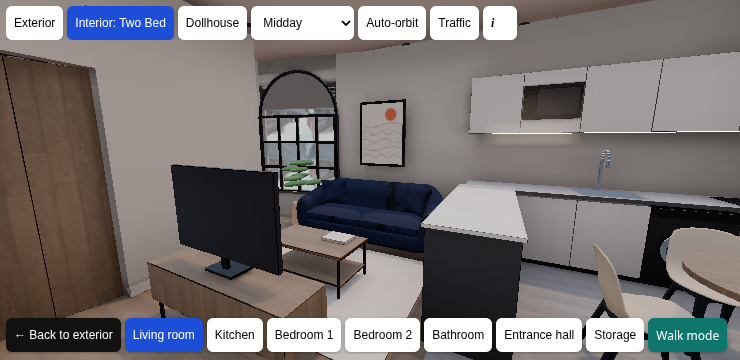 Exterior
Interior: Two Bed
Dollhouse
Midday
Auto-orbit
Traffic
i
← Back to exterior
Living room
Kitchen
Bedroom 1
Bedroom 2
Bathroom
Entrance hall
Storage
Walk mode